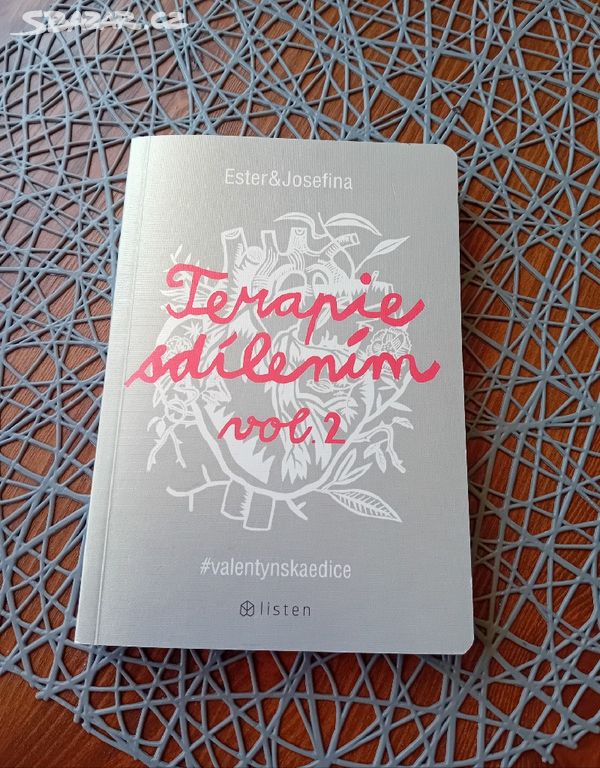 SBAZAR.CZ
Ester&Josefina
Terapie
sdílením
vol.2
#valentynskaedice
listen